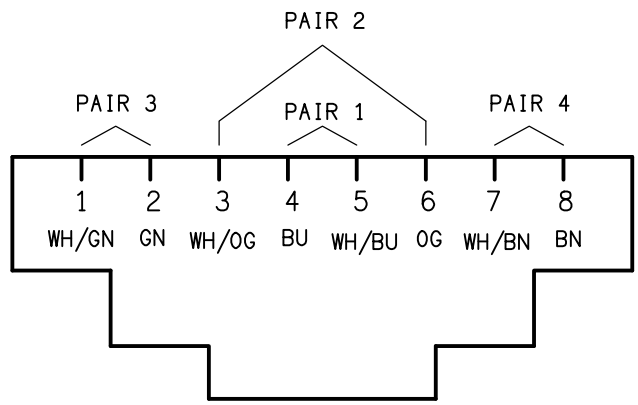 PAIR 2
PAIR 3 PAIR 1 PAIR 4
1 2 3 4 5 6 7 8
WH/GN GN WH/OG BU WH/BU OG WH/BN BN